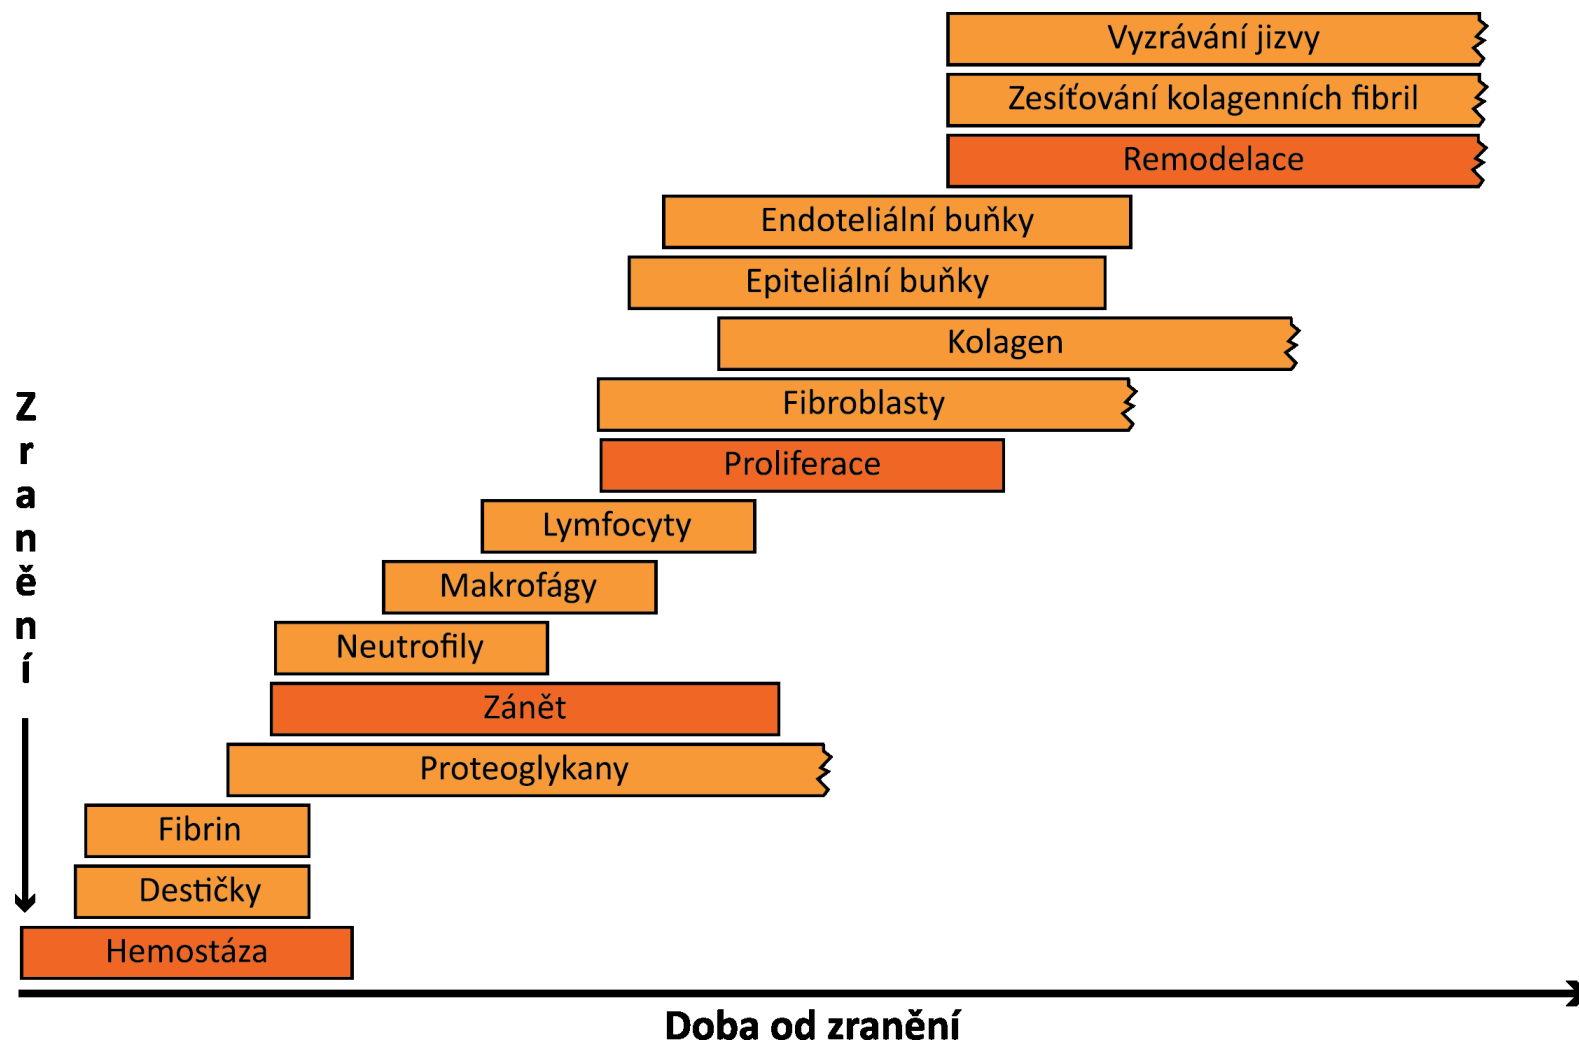 Vyzrávání jizvy
Zesíťování kolagenních fibril
Remodelace
Endoteliální buňky
Epiteliální buňky
Kolagen
Fibroblasty
Proliferace
Lymfocyty
Makrofágy
Neutrofily
Zánět
Proteoglykany
Fibrin
Destičky
Hemostáza
Zranění
Doba od zranění